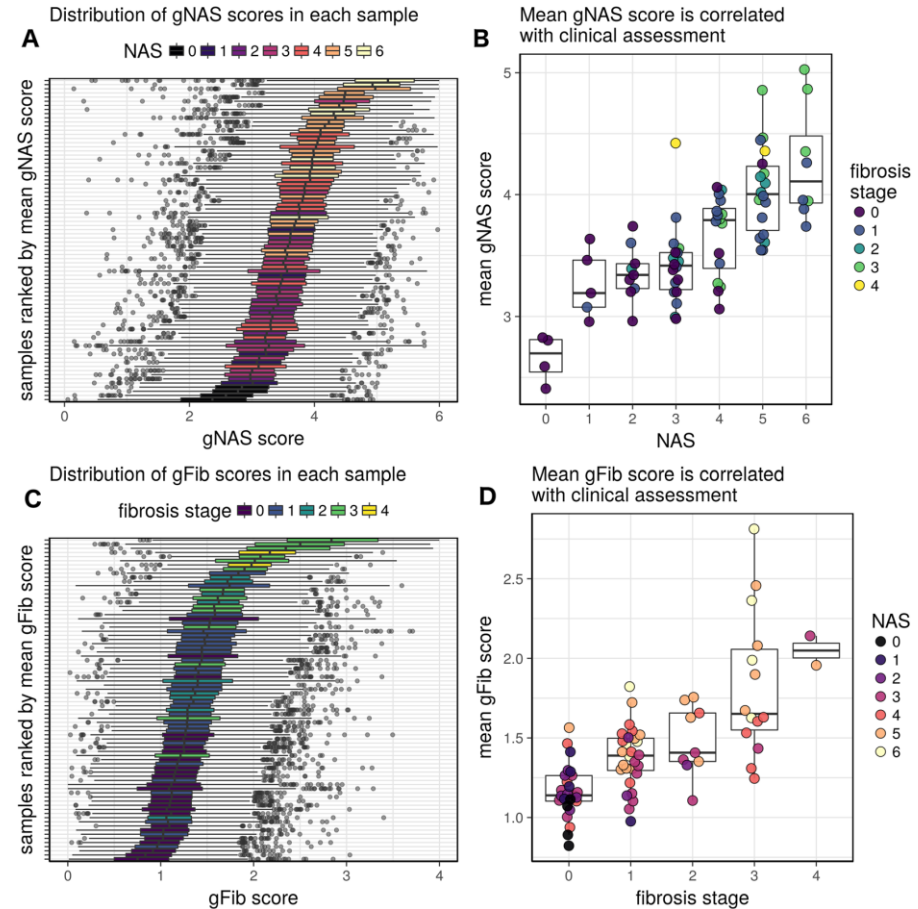 Distribution of gNAS scores in each sample
A
NAS 0 1 2 3 4 5 6
samples ranked by mean gNAS score
0 2 4 6
gNAS score
Mean gNAS score is correlated
with clinical assessment
B
mean gNAS score
5
4
3
0 1 2 3 4 5 6
NAS
fibrosis
stage
0
1
2
3
4
Distribution of gFib scores in each sample
C
fibrosis stage 0 1 2 3 4
samples ranked by mean gFib score
0 1 2 3 4
gFib score
Mean gFib score is correlated
with clinical assessment
D
mean gFib score
2.5
2.0
1.5
1.0
0 1 2 3 4
fibrosis stage
NAS
0
1
2
3
4
5
6